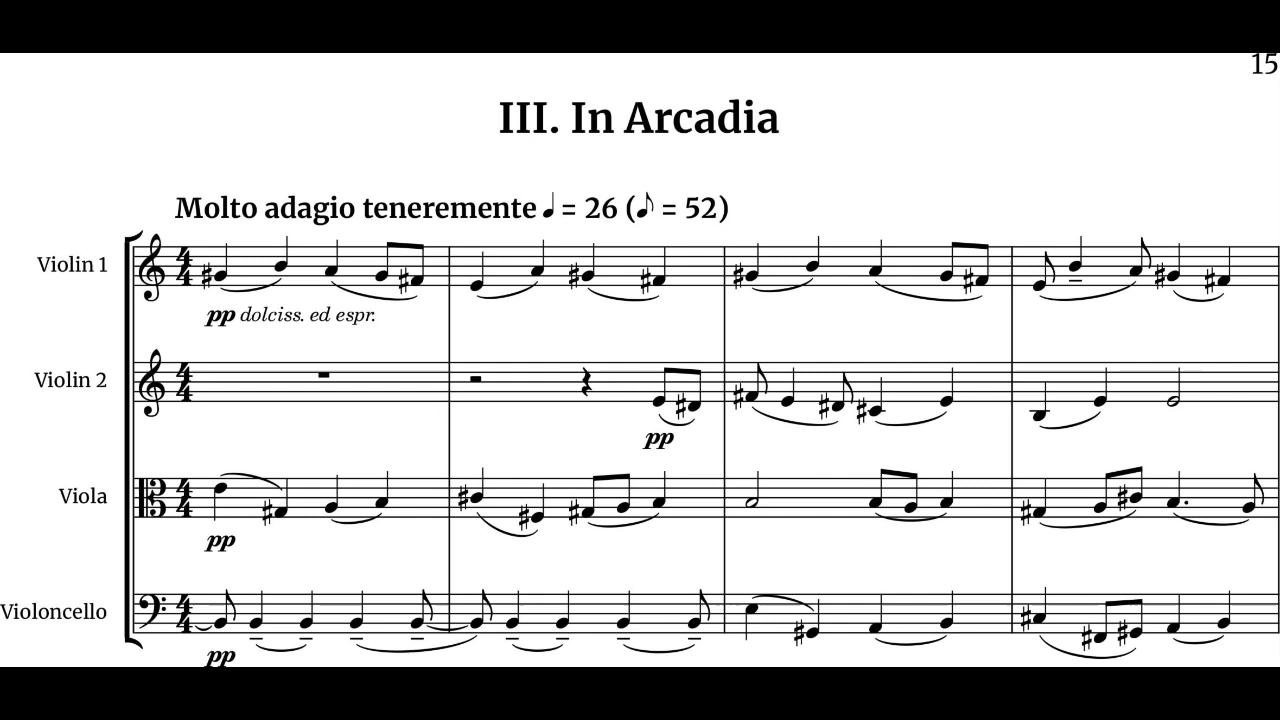 15
III. In Arcadia
Molto adagio teneremente ♩ = 26 (♪ = 52)
Violin 1
pp dolciss. ed espr.
Violin 2
pp
Viola
pp
Violoncello
pp